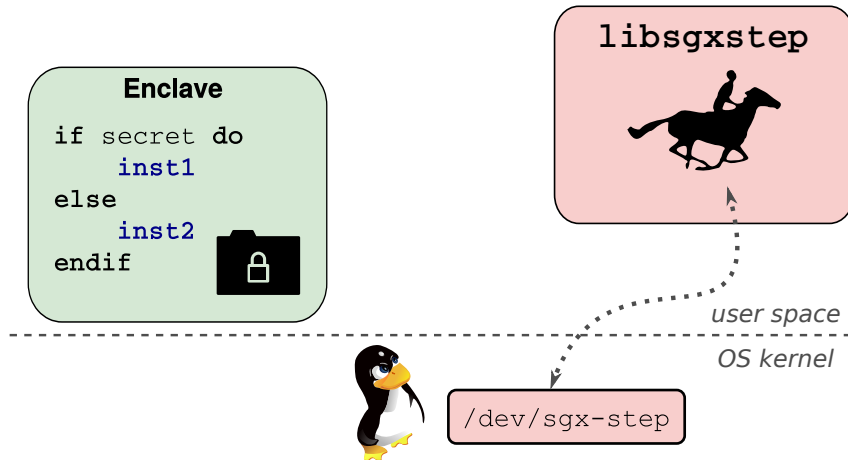 Enclave
if secret do
inst1
else
inst2
endif
libsgxstep
user space
OS kernel
/dev/sgx-step